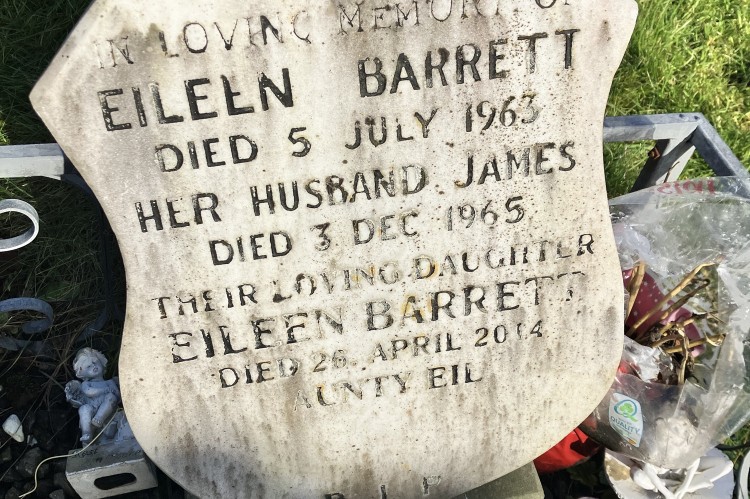 IN LOVING MEMORY OF
EILEEN BARRETT
DIED 5 JULY 1963
HER HUSBAND JAMES
DIED 3 DEC 1965
THEIR LOVING DAUGHTER
EILEEN BARRETT
DIED 26 APRIL 2014
AUNTY EIL
R.I.P
QUALITY